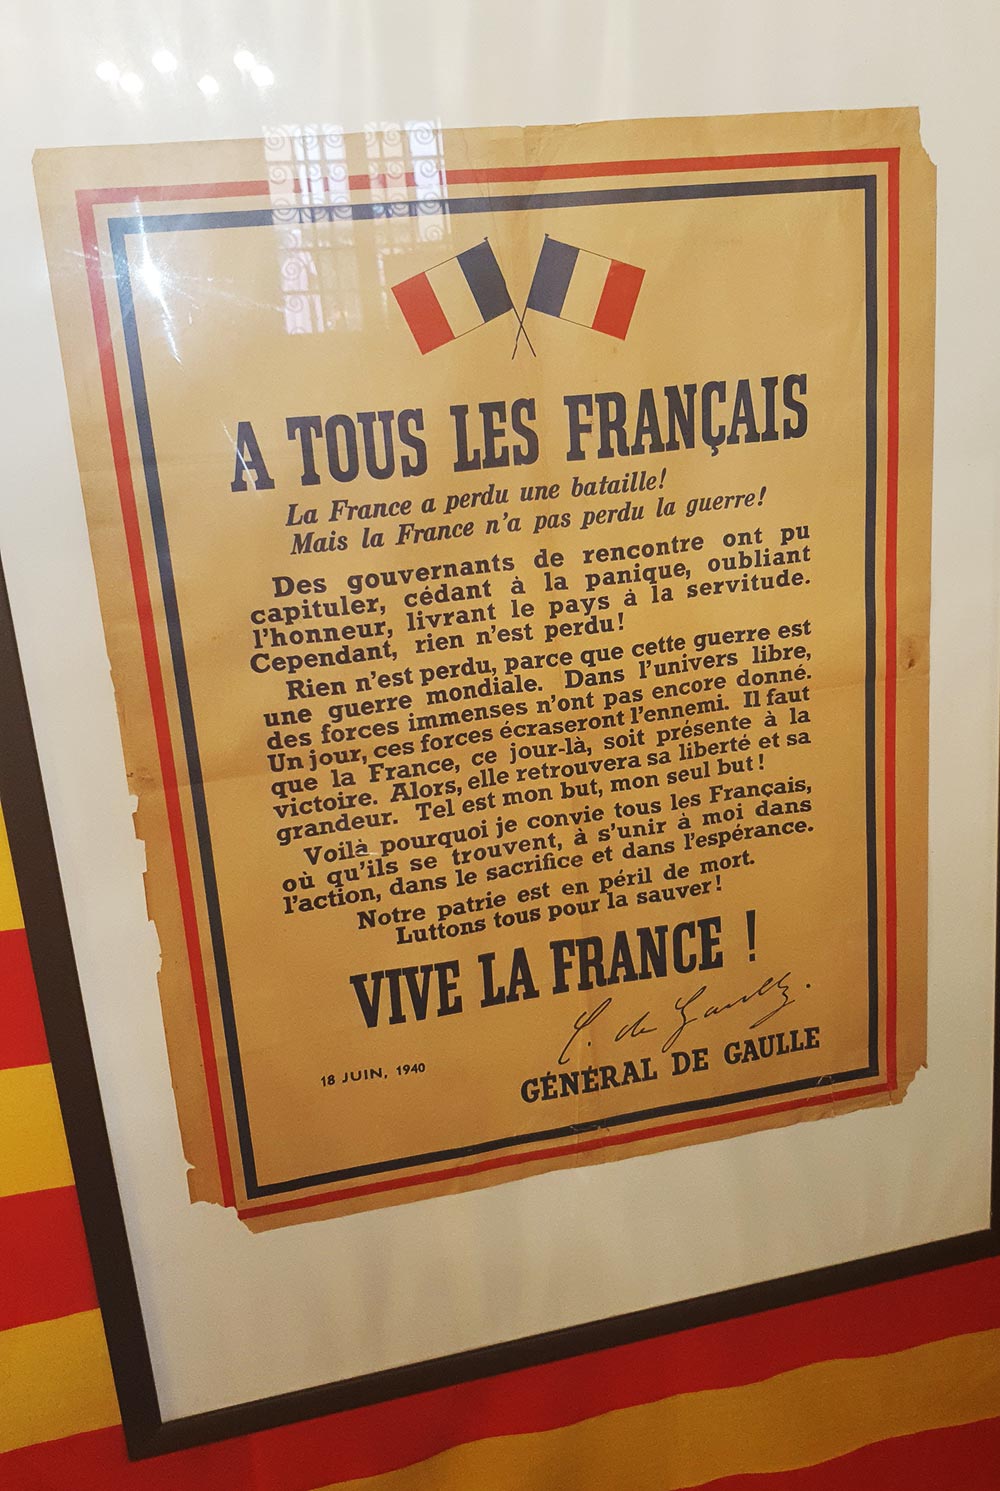 A TOUS LES FRANÇAIS
La France a perdu une bataille!
Mais la France n'a pas perdu la guerre!
Des gouvernants de rencontre ont pu
capituler, cédant à la panique, oubliant
l'honneur, livrant le pays à la servitude.
Cependant, rien n'est perdu!
Rien n'est perdu, parce que cette guerre est
une guerre mondiale. Dans l'univers libre,
des forces immenses n'ont pas encore donné.
Un jour, ces forces écraseront l'ennemi. Il faut
que la France, ce jour-là, soit présente à la
victoire. Alors, elle retrouvera sa liberté et sa
grandeur. Tel est mon but, mon seul but!
Voilà pourquoi je convie tous les Français,
où qu'ils se trouvent, à s'unir à moi dans
l'action, dans le sacrifice et dans l'espérance.
Notre patrie est en péril de mort.
Luttons tous pour la sauver!
VIVE LA FRANCE !
C. de Gaulle.
18 JUIN, 1940
GÉNÉRAL DE GAULLE